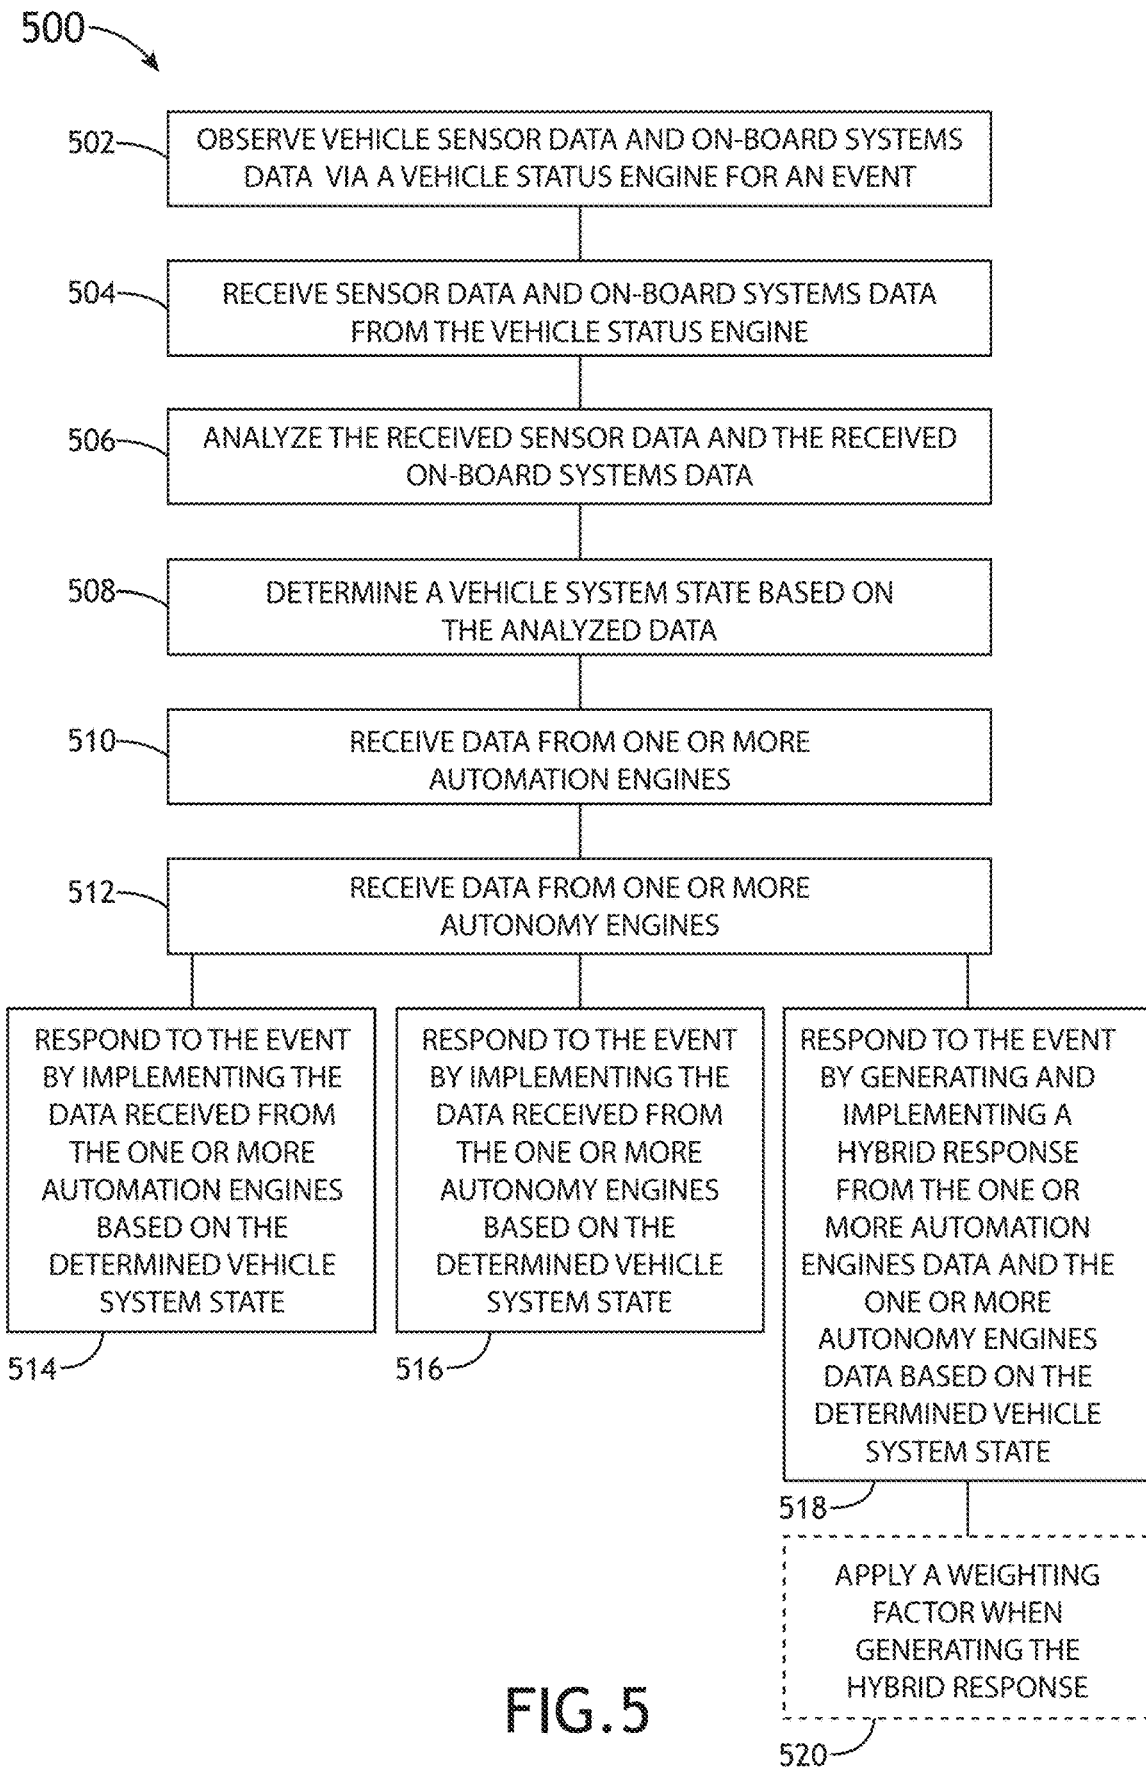 500
502
OBSERVE VEHICLE SENSOR DATA AND ON-BOARD SYSTEMS
DATA VIA A VEHICLE STATUS ENGINE FOR AN EVENT
504
RECEIVE SENSOR DATA AND ON-BOARD SYSTEMS DATA
FROM THE VEHICLE STATUS ENGINE
506
ANALYZE THE RECEIVED SENSOR DATA AND THE RECEIVED
ON-BOARD SYSTEMS DATA
508
DETERMINE A VEHICLE SYSTEM STATE BASED ON
THE ANALYZED DATA
510
RECEIVE DATA FROM ONE OR MORE
AUTOMATION ENGINES
512
RECEIVE DATA FROM ONE OR MORE
AUTONOMY ENGINES
RESPOND TO THE EVENT
BY IMPLEMENTING THE
DATA RECEIVED FROM
THE ONE OR MORE
AUTOMATION ENGINES
BASED ON THE
DETERMINED VEHICLE
SYSTEM STATE
514
RESPOND TO THE EVENT
BY IMPLEMENTING THE
DATA RECEIVED FROM
THE ONE OR MORE
AUTONOMY ENGINES
BASED ON THE
DETERMINED VEHICLE
SYSTEM STATE
516
RESPOND TO THE EVENT
BY GENERATING AND
IMPLEMENTING A
HYBRID RESPONSE
FROM THE ONE OR
MORE AUTOMATION
ENGINES DATA AND THE
ONE OR MORE
AUTONOMY ENGINES
DATA BASED ON THE
DETERMINED VEHICLE
SYSTEM STATE
518
APPLY A WEIGHTING
FACTOR WHEN
GENERATING THE
HYBRID RESPONSE
520
FIG. 5